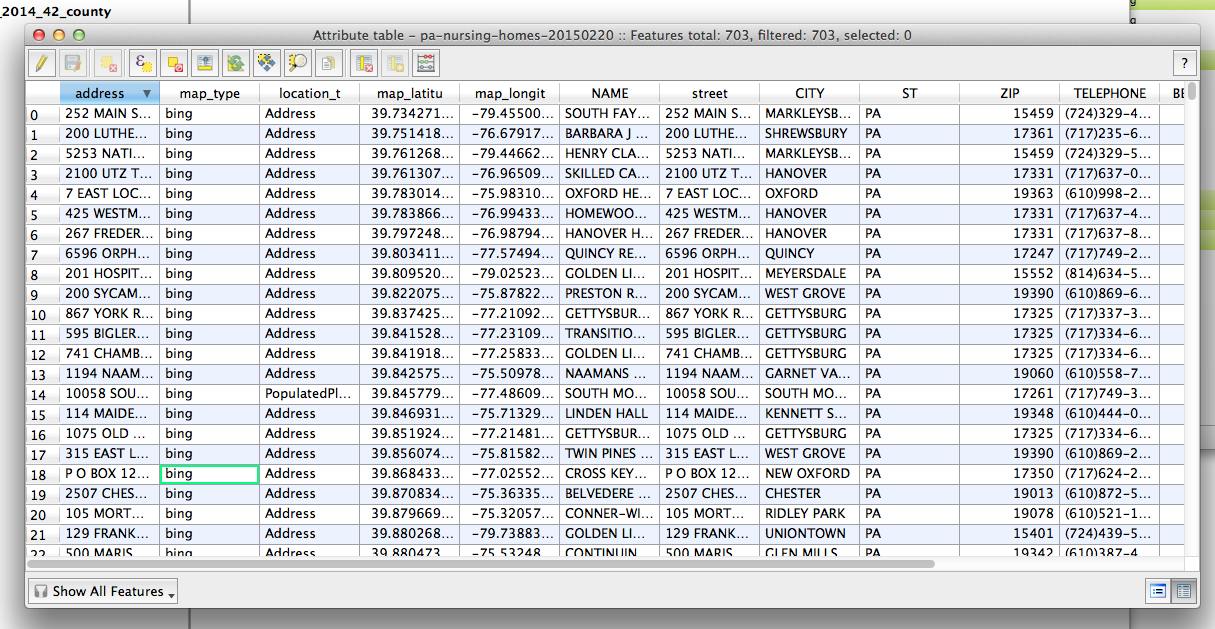 _2014_42_county
Attribute table - pa-nursing-homes-20150220 :: Features total: 703, filtered: 703, selected: 0
ε ?
address map_type location_t map_latitu map_longit NAME street CITY ST ZIP TELEPHONE BE
0 252 MAIN S... bing Address 39.734271... -79.45500... SOUTH FAY... 252 MAIN S... MARKLEYSB... PA 15459 (724)329-4...
1 200 LUTHE... bing Address 39.751418... -76.67917... BARBARA J ... 200 LUTHE... SHREWSBURY PA 17361 (717)235-6...
2 5253 NATI... bing Address 39.761268... -79.44662... HENRY CLA... 5253 NATI... MARKLEYSB... PA 15459 (724)329-5...
3 2100 UTZ T... bing Address 39.761307... -76.96509... SKILLED CA... 2100 UTZ T... HANOVER PA 17331 (717)637-0...
4 7 EAST LOC... bing Address 39.783014... -75.98310... OXFORD HE... 7 EAST LOC... OXFORD PA 19363 (610)998-2...
5 425 WESTM... bing Address 39.783866... -76.99433... HOMEWOO... 425 WESTM... HANOVER PA 17331 (717)637-4...
6 267 FREDER... bing Address 39.797248... -76.98794... HANOVER H... 267 FREDER... HANOVER PA 17331 (717)637-8...
7 6596 ORPH... bing Address 39.803411... -77.57494... QUINCY RE... 6596 ORPH... QUINCY PA 17247 (717)749-2...
8 201 HOSPIT... bing Address 39.809520... -79.02523... GOLDEN LI... 201 HOSPIT... MEYERSDALE PA 15552 (814)634-5...
9 200 SYCAM... bing Address 39.822075... -75.87822... PRESTON R... 200 SYCAM... WEST GROVE PA 19390 (610)869-6...
10 867 YORK R... bing Address 39.837425... -77.21092... GETTYSBUR... 867 YORK R... GETTYSBURG PA 17325 (717)337-3...
11 595 BIGLER... bing Address 39.841528... -77.23109... TRANSITIO... 595 BIGLER... GETTYSBURG PA 17325 (717)334-6...
12 741 CHAMB... bing Address 39.841918... -77.25833... GOLDEN LI... 741 CHAMB... GETTYSBURG PA 17325 (717)334-6...
13 1194 NAAM... bing Address 39.842575... -75.50978... NAAMANS ... 1194 NAAM... GARNET VA... PA 19060 (610)558-7...
14 10058 SOU... bing PopulatedPl... 39.845779... -77.48609... SOUTH MO... 10058 SOU... SOUTH MO... PA 17261 (717)749-3...
15 114 MAIDE... bing Address 39.846931... -75.71329... LINDEN HALL 114 MAIDE... KENNETT S... PA 19348 (610)444-0...
16 1075 OLD ... bing Address 39.851924... -77.21481... GETTYSBUR... 1075 OLD ... GETTYSBURG PA 17325 (717)334-6...
17 315 EAST L... bing Address 39.856074... -75.81582... TWIN PINES ... 315 EAST L... WEST GROVE PA 19390 (610)869-2...
18 P O BOX 12... bing Address 39.868433... -77.02552... CROSS KEY... P O BOX 12... NEW OXFORD PA 17350 (717)624-2...
19 2507 CHES... bing Address 39.870834... -75.36335... BELVEDERE ... 2507 CHES... CHESTER PA 19013 (610)872-5...
20 105 MORT... bing Address 39.879669... -75.32057... CONNER-WI... 105 MORT... RIDLEY PARK PA 19078 (610)521-1...
21 129 FRANK... bing Address 39.880268... -79.73883... GOLDEN LI... 129 FRANK... UNIONTOWN PA 15401 (724)439-5...
22 500 MARIS... bing Address 39.880473... -75.53248... CONTINUIN... 500 MARIS... GLEN MILLS PA 19342 (610)387-4...
Show All Features